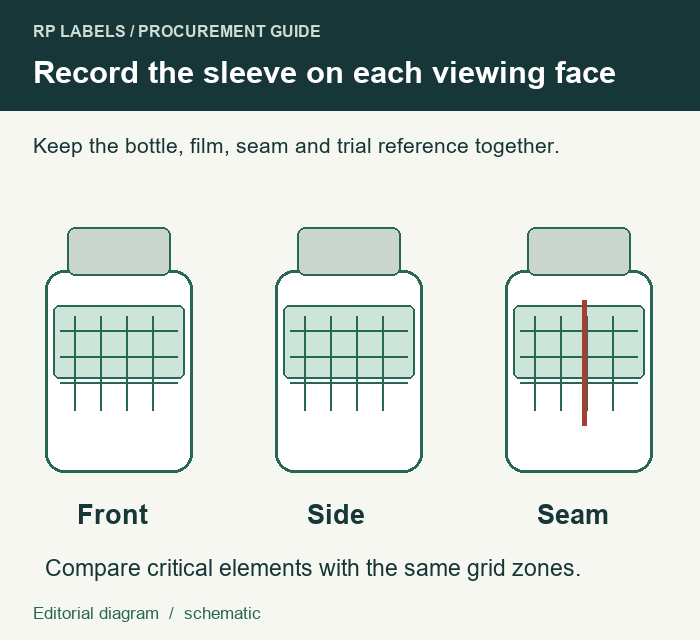 RP LABELS / PROCUREMENT GUIDE
Record the sleeve on each viewing face
Keep the bottle, film, seam and trial reference together.
Front
Side
Seam
Compare critical elements with the same grid zones.
Editorial diagram / schematic